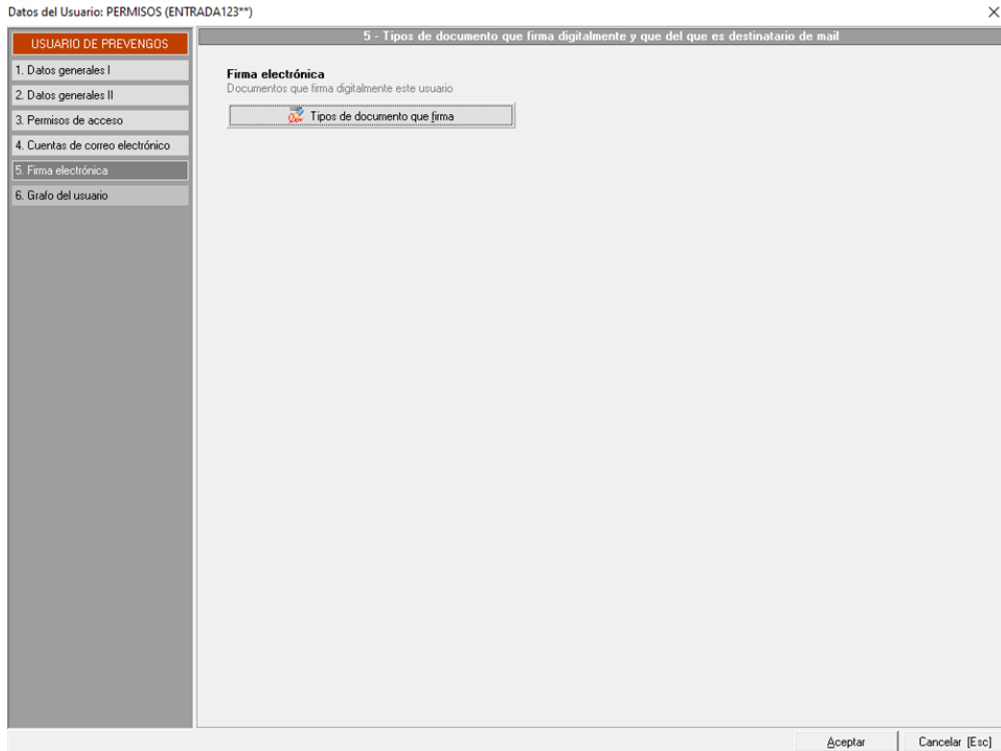 Datos del Usuario: PERMISOS (ENTRADA123**)
USUARIO DE PREVENGOS
1. Datos generales I
2. Datos generales II
3. Permisos de acceso
4. Cuentas de correo electrónico
5. Firma electrónica
6. Grafo del usuario
5 - Tipos de documento que firma digitalmente y que del que es destinatario de mail
Firma electrónica
Documentos que firma digitalmente este usuario
Tipos de documento que firma
Aceptar
Cancelar [Esc]